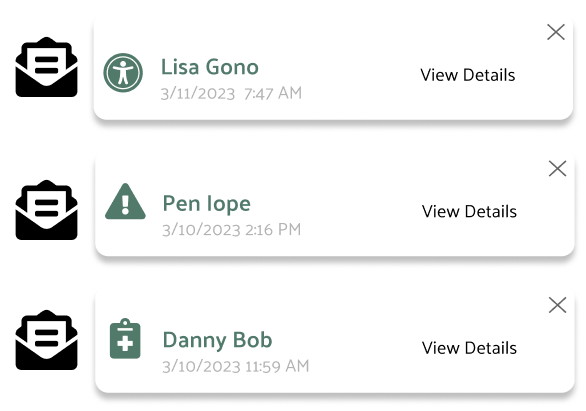 Lisa Gono
3/11/2023 7:47 AM
View Details
Pen lope
3/10/2023 2:16 PM
View Details
Danny Bob
3/10/2023 11:59 AM
View Details